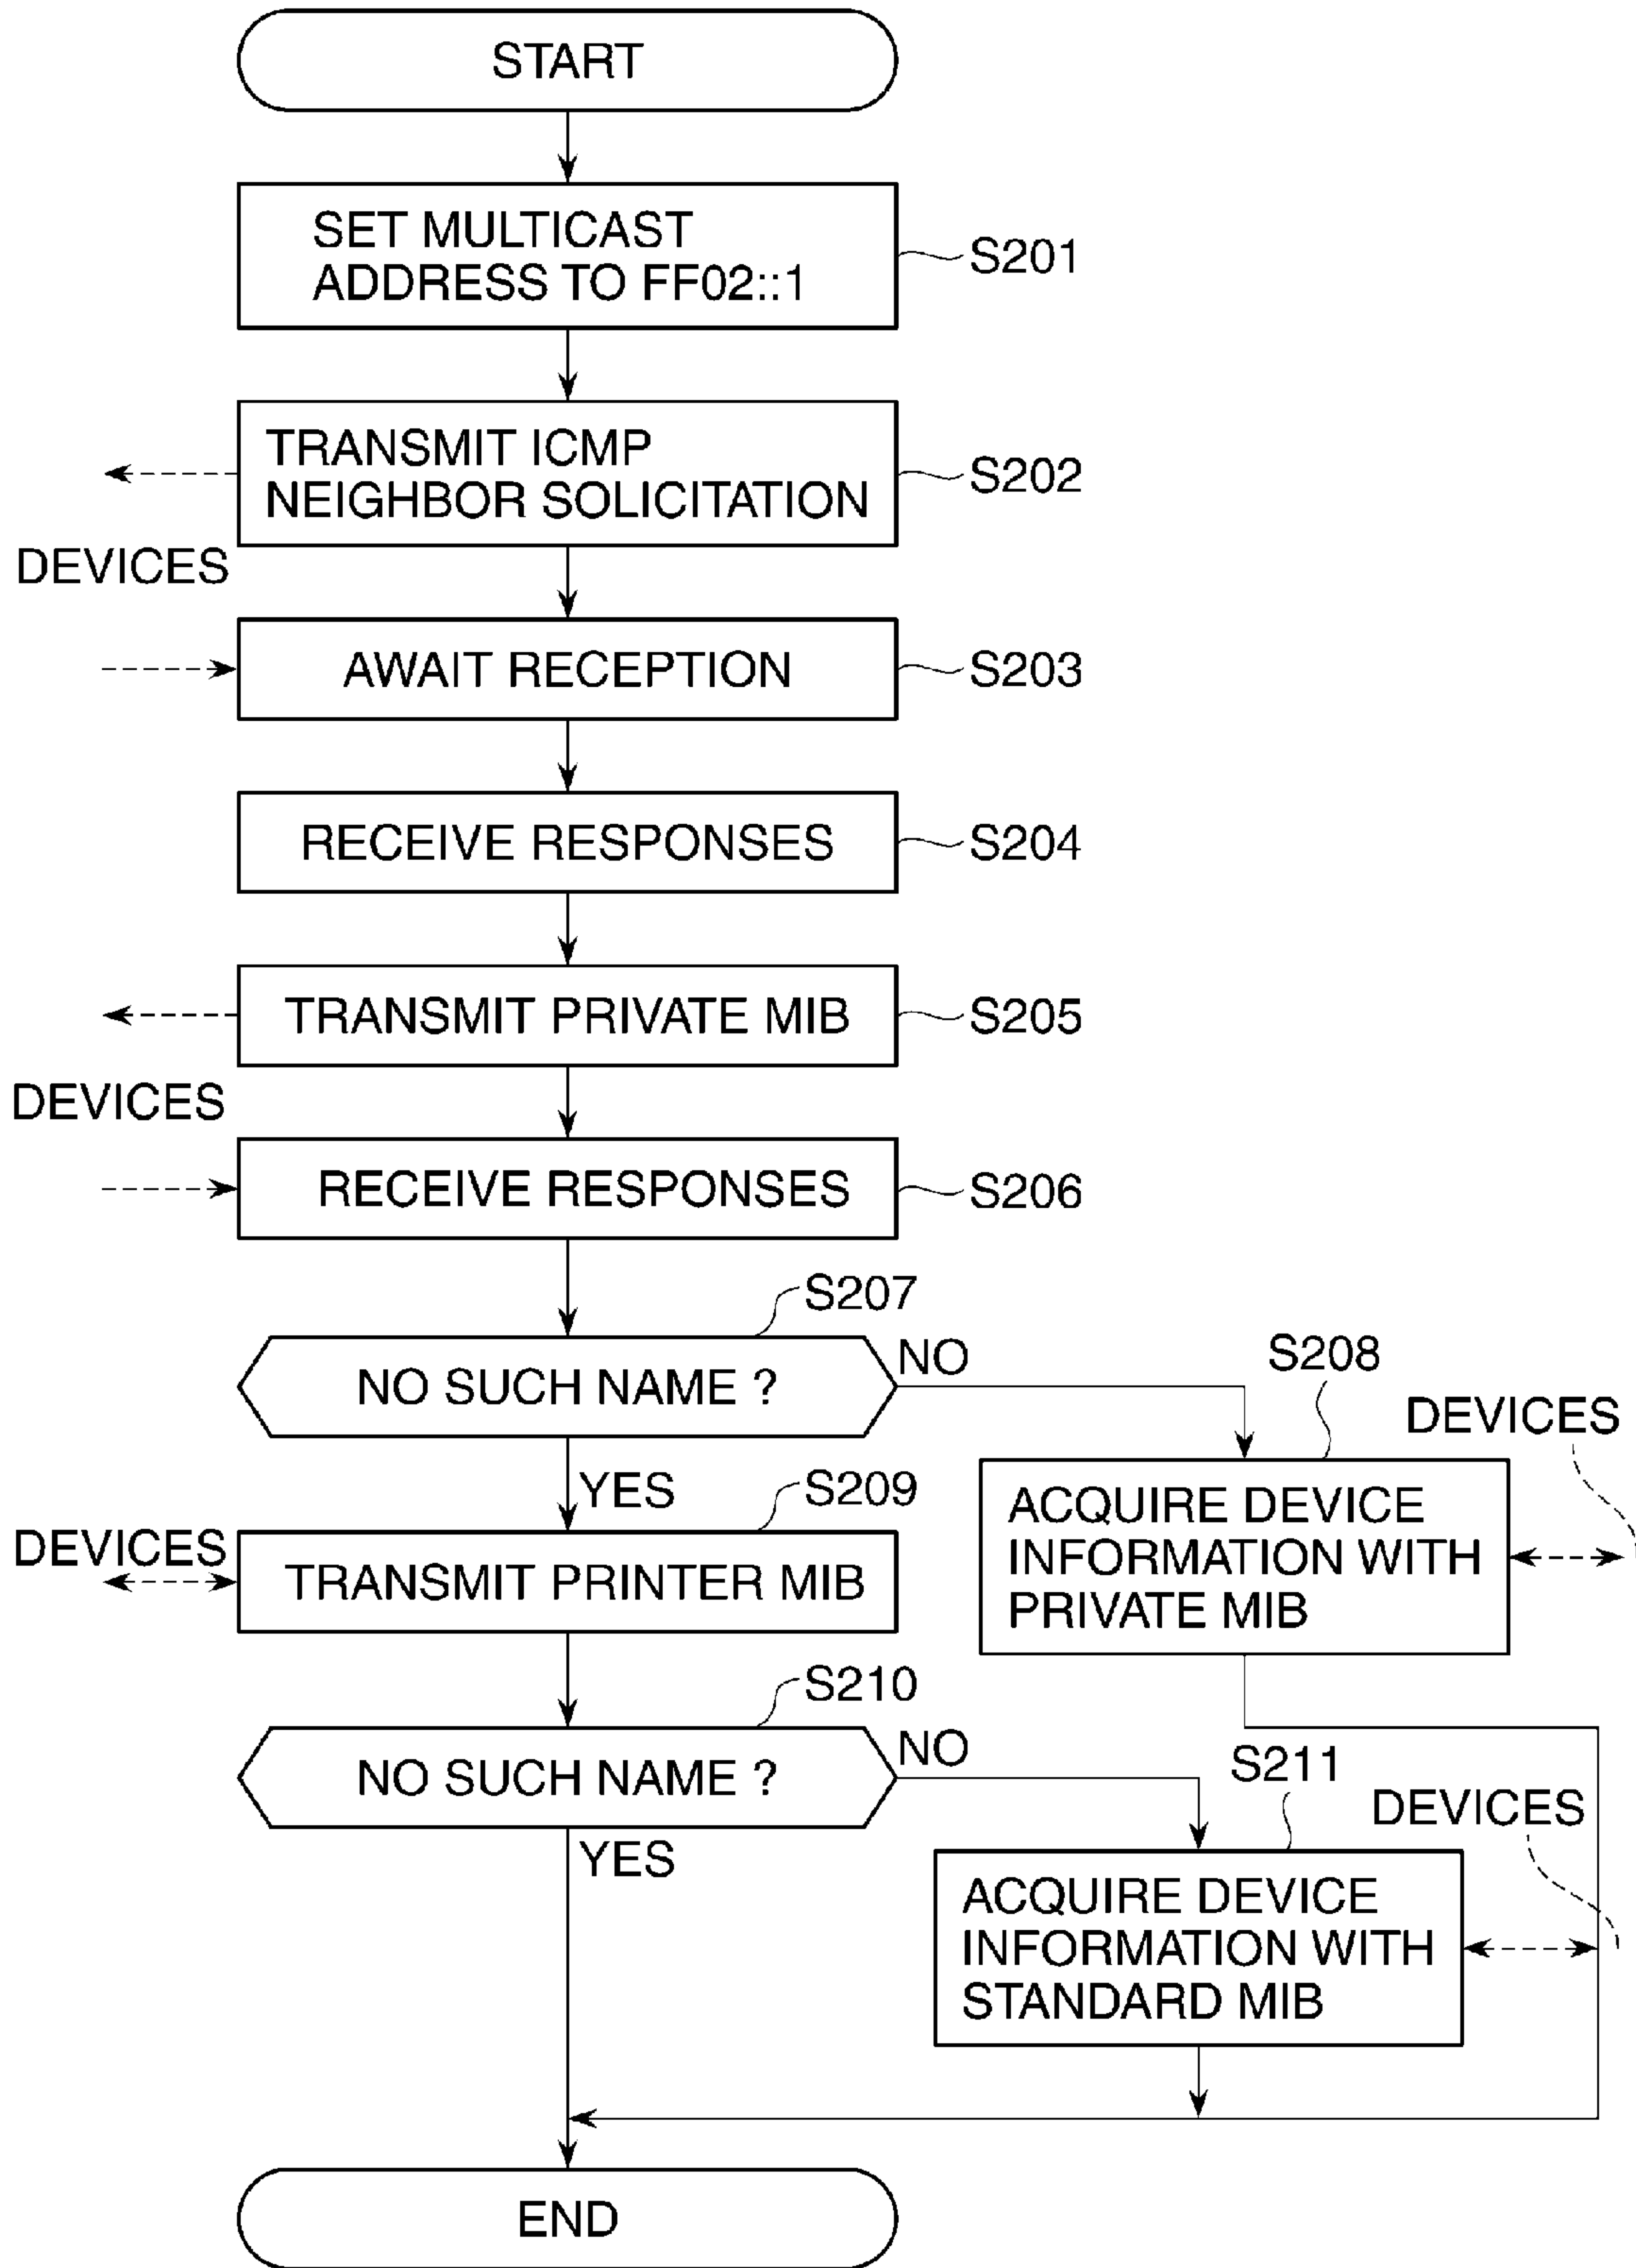 START
SET MULTICAST
ADDRESS TO FF02::1
S201
TRANSMIT ICMP
NEIGHBOR SOLICITATION
S202
DEVICES
AWAIT RECEPTION
S203
RECEIVE RESPONSES
S204
TRANSMIT PRIVATE MIB
S205
DEVICES
RECEIVE RESPONSES
S206
S207
NO SUCH NAME ?
NO
S208
DEVICES
ACQUIRE DEVICE
INFORMATION WITH
PRIVATE MIB
YES
S209
DEVICES
TRANSMIT PRINTER MIB
S210
NO SUCH NAME ?
NO
S211
DEVICES
ACQUIRE DEVICE
INFORMATION WITH
STANDARD MIB
YES
END